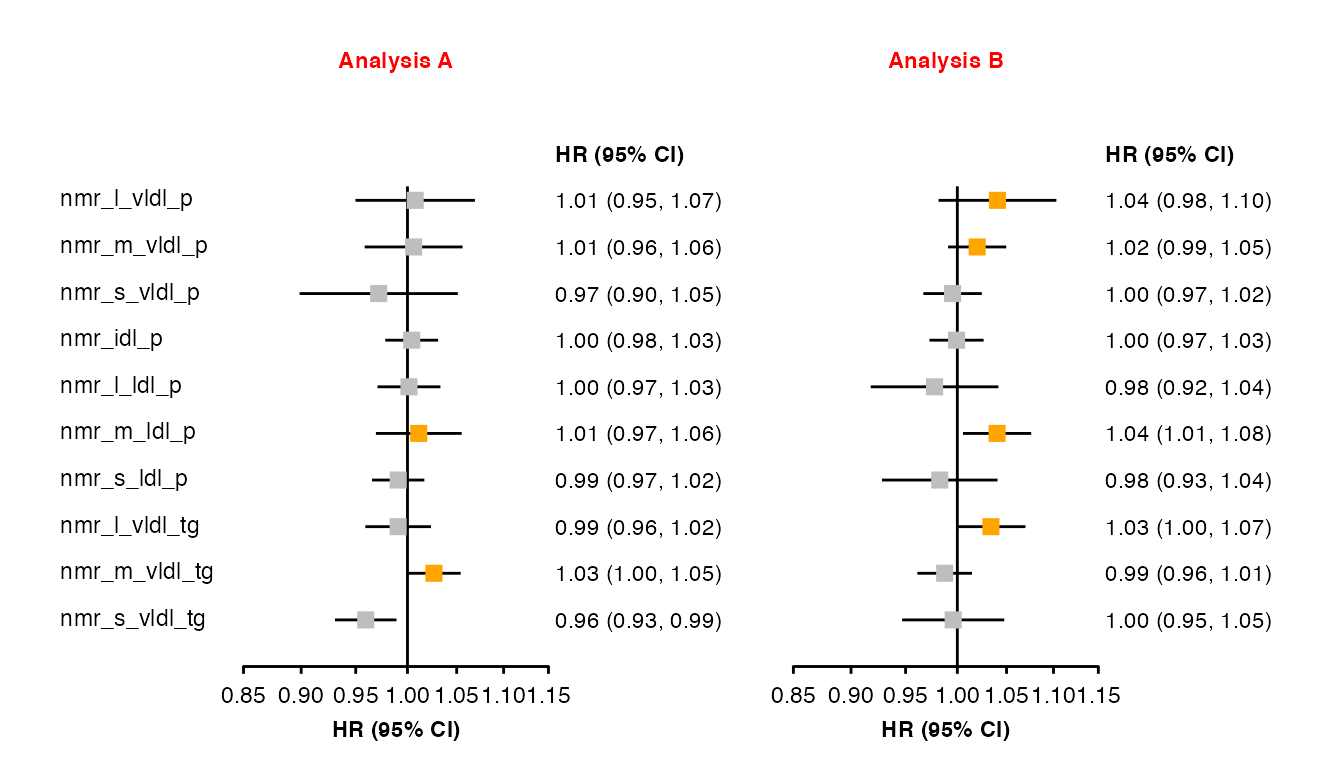 Analysis A Analysis B
HR (95% CI) HR (95% CI)
nmr_l_vldl_p 1.01 (0.95, 1.07) 1.04 (0.98, 1.10)
nmr_m_vldl_p 1.01 (0.96, 1.06) 1.02 (0.99, 1.05)
nmr_s_vldl_p 0.97 (0.90, 1.05) 1.00 (0.97, 1.02)
nmr_idl_p 1.00 (0.98, 1.03) 1.00 (0.97, 1.03)
nmr_l_ldl_p 1.00 (0.97, 1.03) 0.98 (0.92, 1.04)
nmr_m_ldl_p 1.01 (0.97, 1.06) 1.04 (1.01, 1.08)
nmr_s_ldl_p 0.99 (0.97, 1.02) 0.98 (0.93, 1.04)
nmr_l_vldl_tg 0.99 (0.96, 1.02) 1.03 (1.00, 1.07)
nmr_m_vldl_tg 1.03 (1.00, 1.05) 0.99 (0.96, 1.01)
nmr_s_vldl_tg 0.96 (0.93, 0.99) 1.00 (0.95, 1.05)
0.85 0.90 0.95 1.00 1.05 1.10 1.15 0.85 0.90 0.95 1.00 1.05 1.10 1.15
HR (95% CI) HR (95% CI)